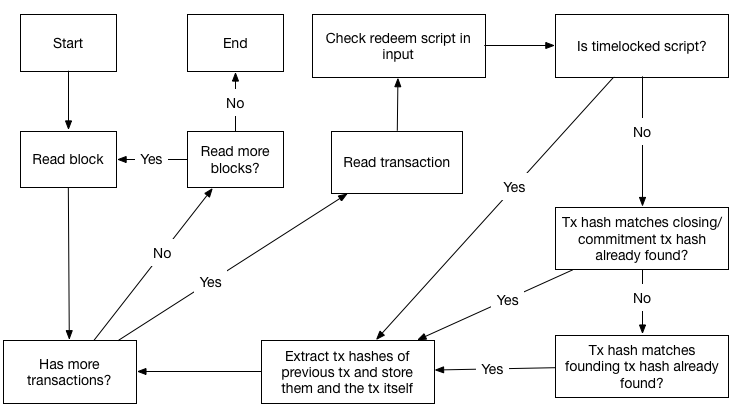 Start
End
Check redeem script in
input
Is timelocked script?
No
No
Read block
Yes
Read more
blocks?
Read transaction
Yes
Tx hash matches closing/
commitment tx hash
already found?
No
Yes
Yes
No
Has more
transactions?
Extract tx hashes of
previous tx and store
them and the tx itself
Yes
Tx hash matches
founding tx hash already
found?